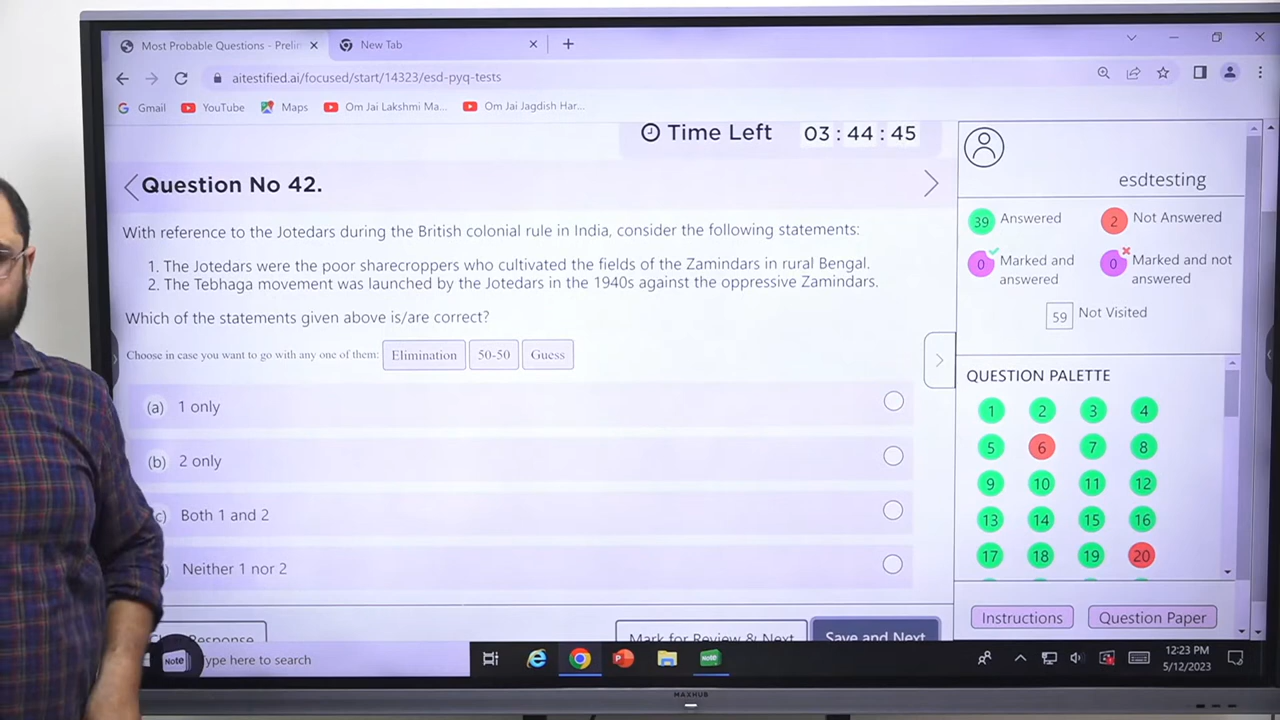 Most Probable Questions - Prelin
New Tab
aitestified.ai/focused/start/14323/esd-pyq-tests
Gmail YouTube Maps Om Jai Lakshmi Ma... Om Jai Jagdish Har...
Time Left 03 : 44 : 45
Question No 42.
With reference to the Jotedars during the British colonial rule in India, consider the following statements:
1. The Jotedars were the poor sharecroppers who cultivated the fields of the Zamindars in rural Bengal.
2. The Tebhaga movement was launched by the Jotedars in the 1940s against the oppressive Zamindars.
Which of the statements given above is/are correct?
Choose in case you want to go with any one of them: Elimination 50-50 Guess
(a) 1 only
(b) 2 only
c) Both 1 and 2
) Neither 1 nor 2
Response
Mark for Review & Next
Save and Next
esdtesting
39 Answered
2 Not Answered
0 Marked and answered
0 Marked and not answered
59 Not Visited
QUESTION PALETTE
1 2 3 4
5 6 7 8
9 10 11 12
13 14 15 16
17 18 19 20
Instructions Question Paper
Note
ype here to search
Note
12:23 PM
5/12/2023
MAXHUB